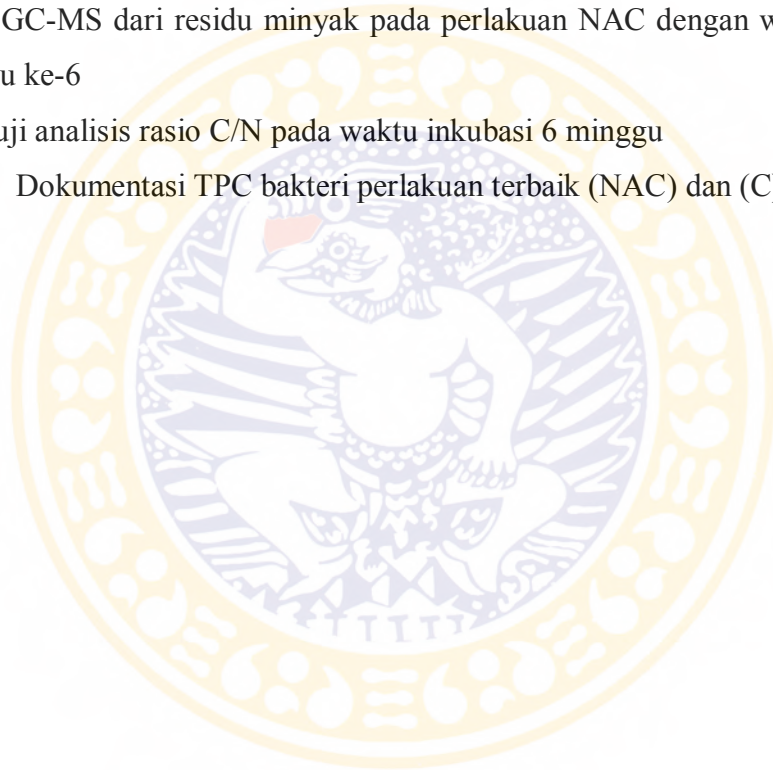 GC-MS dari residu minyak pada perlakuan NAC dengan w
u ke-6
uji analisis rasio C/N pada waktu inkubasi 6 minggu
Dokumentasi TPC bakteri perlakuan terbaik (NAC) dan (C)